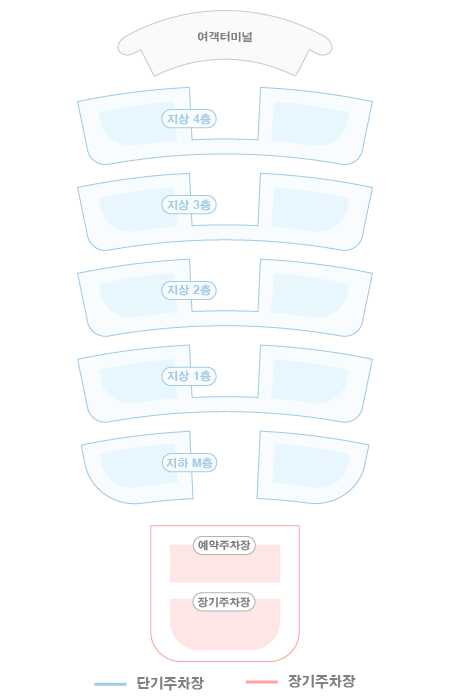 여객터미널
지상 4층
지상 3층
지상 2층
지상 1층
지하 M층
예약주차장
장기주차장
단기주차장
장기주차장